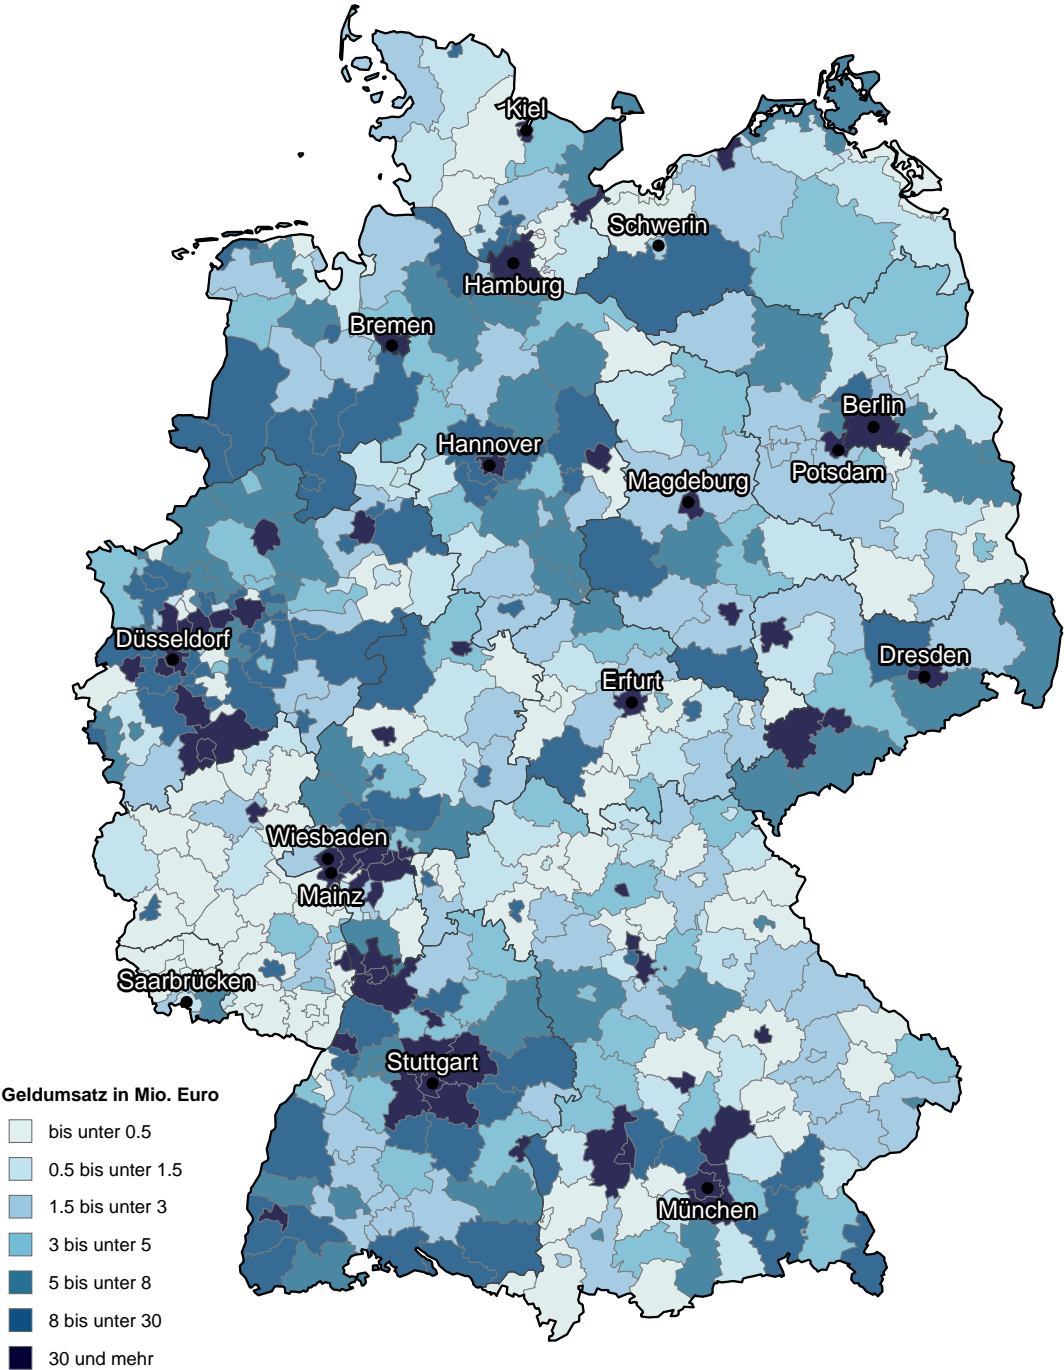 Kiel
Schwerin
Hamburg
Bremen
Berlin
Hannover
Potsdam
Magdeburg
Düsseldorf
Dresden
Erfurt
Wiesbaden
Mainz
Saarbrücken
Stuttgart
München
Geldumsatz in Mio. Euro
bis unter 0.5
0.5 bis unter 1.5
1.5 bis unter 3
3 bis unter 5
5 bis unter 8
8 bis unter 30
30 und mehr